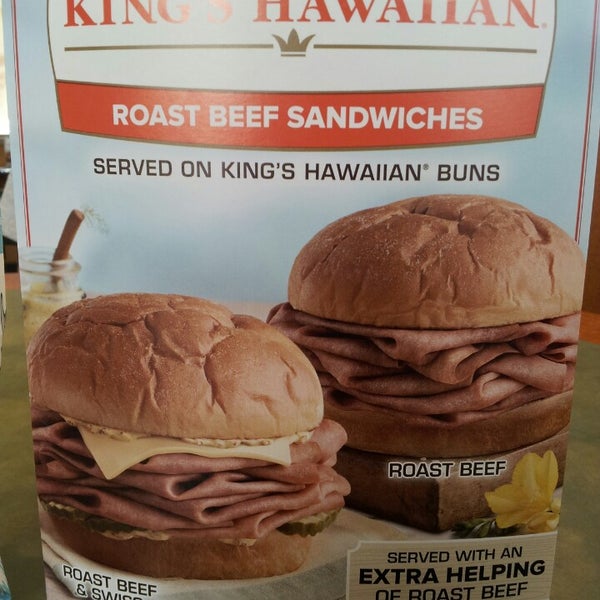 KING'S HAWAIIAN
ROAST BEEF SANDWICHES
SERVED ON KING'S HAWAIIAN® BUNS
ROAST BEEF
ROAST BEEF
& SWISS
SERVED WITH AN
EXTRA HELPING
OF ROAST BEEF